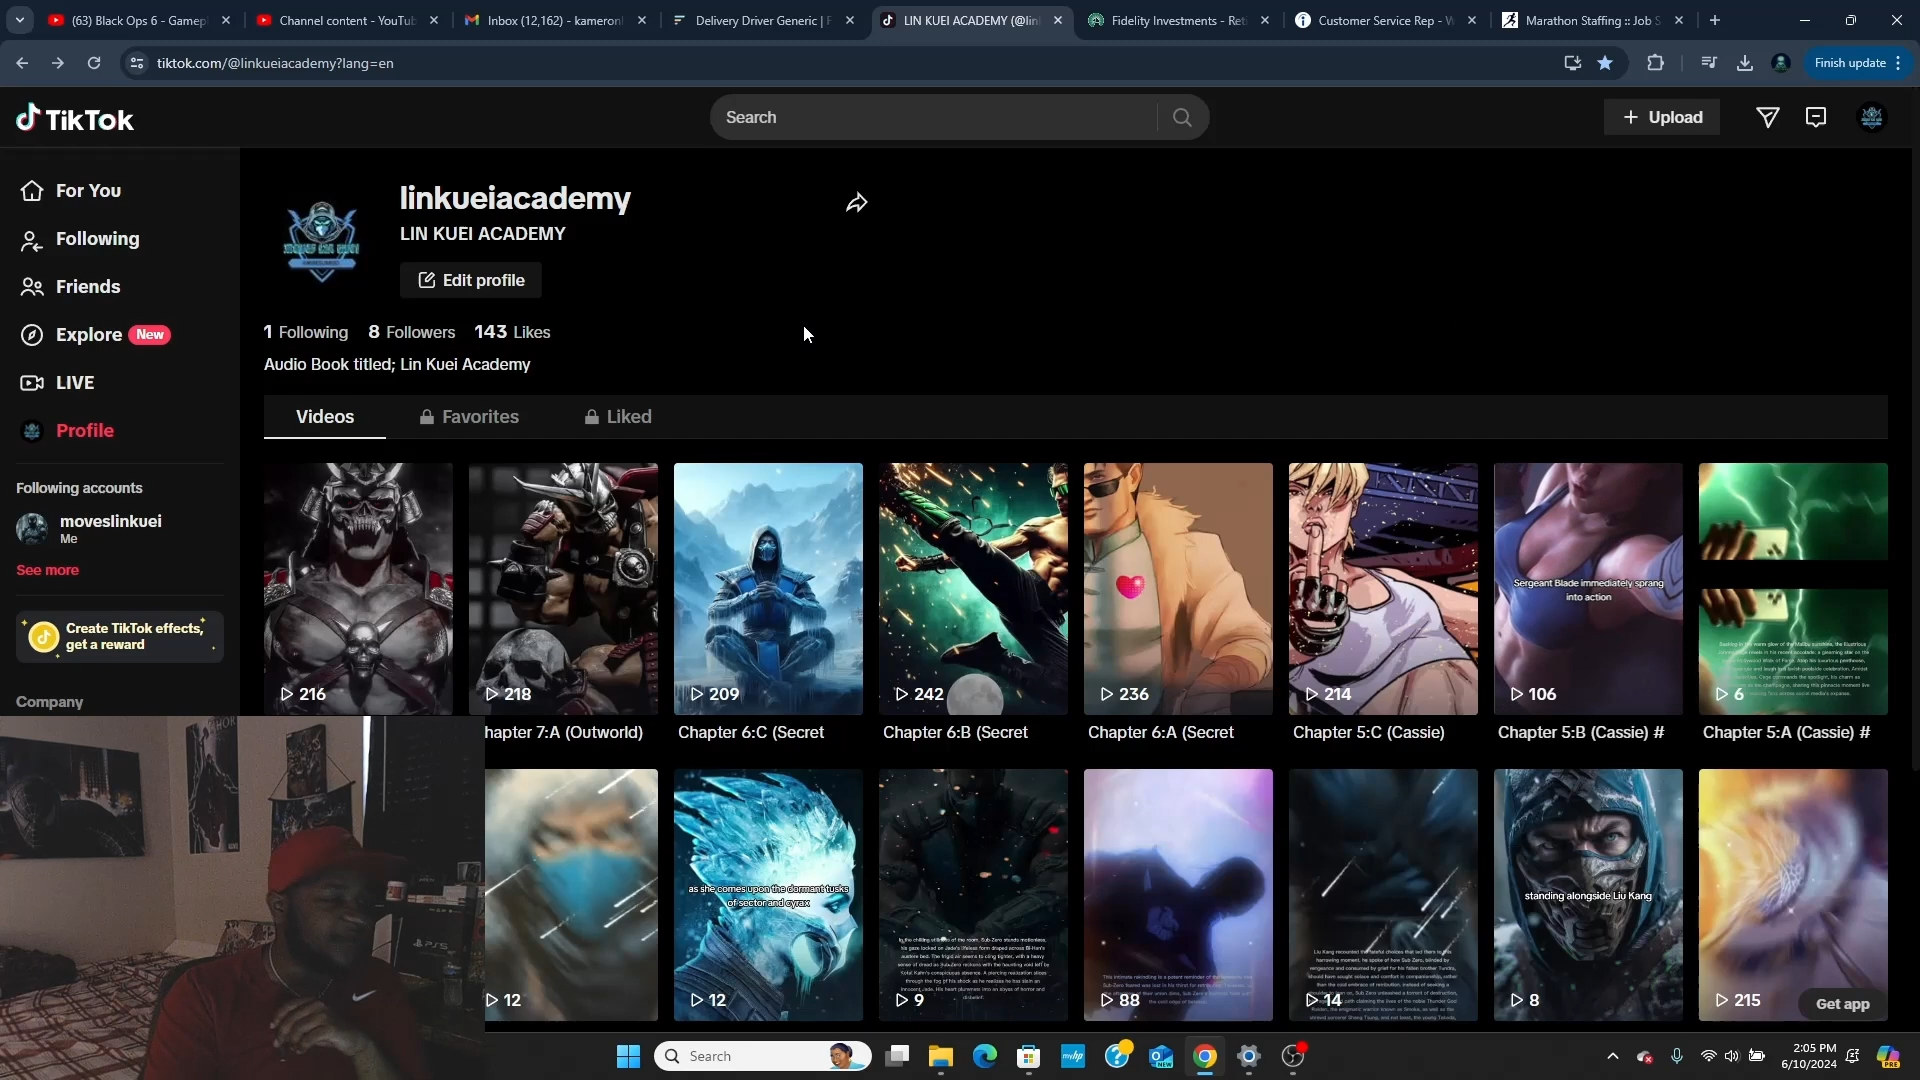 (63) Black Ops 6 - Gamepl
Channel content - YouTub
Inbox (12,162) - kameronl
Delivery Driver Generic | F
LIN KUEI ACADEMY (@lin
Fidelity Investments - Reti
Customer Service Rep - W
Marathon Staffing :: Job S
tiktok.com/@linkueiacademy?lang=en
Finish update
TikTok
Search
Upload
For You
Following
Friends
Explore New
LIVE
Profile
Following accounts
moveslinkuei
Me
See more
Create TikTok effects,
get a reward
Company
linkueiacademy
LIN KUEI ACADEMY
Edit profile
1 Following 8 Followers 143 Likes
Audio Book titled; Lin Kuei Academy
Videos Favorites Liked
Sergeant Blade immediately sprang
into action
216 218 209 242 236 214 106 6
hapter 7:A (Outworld) Chapter 6:C (Secret Chapter 6:B (Secret Chapter 6:A (Secret Chapter 5:C (Cassie) Chapter 5:B (Cassie) # Chapter 5:A (Cassie) #
as she comes upon the dormant tusks
of sector and cyrax
standing alongside Liu Kang
12 12 9 88 14 8 215
Get app
PS5
Search
myhp
NEW
PRE
2:05 PM
6/10/2024